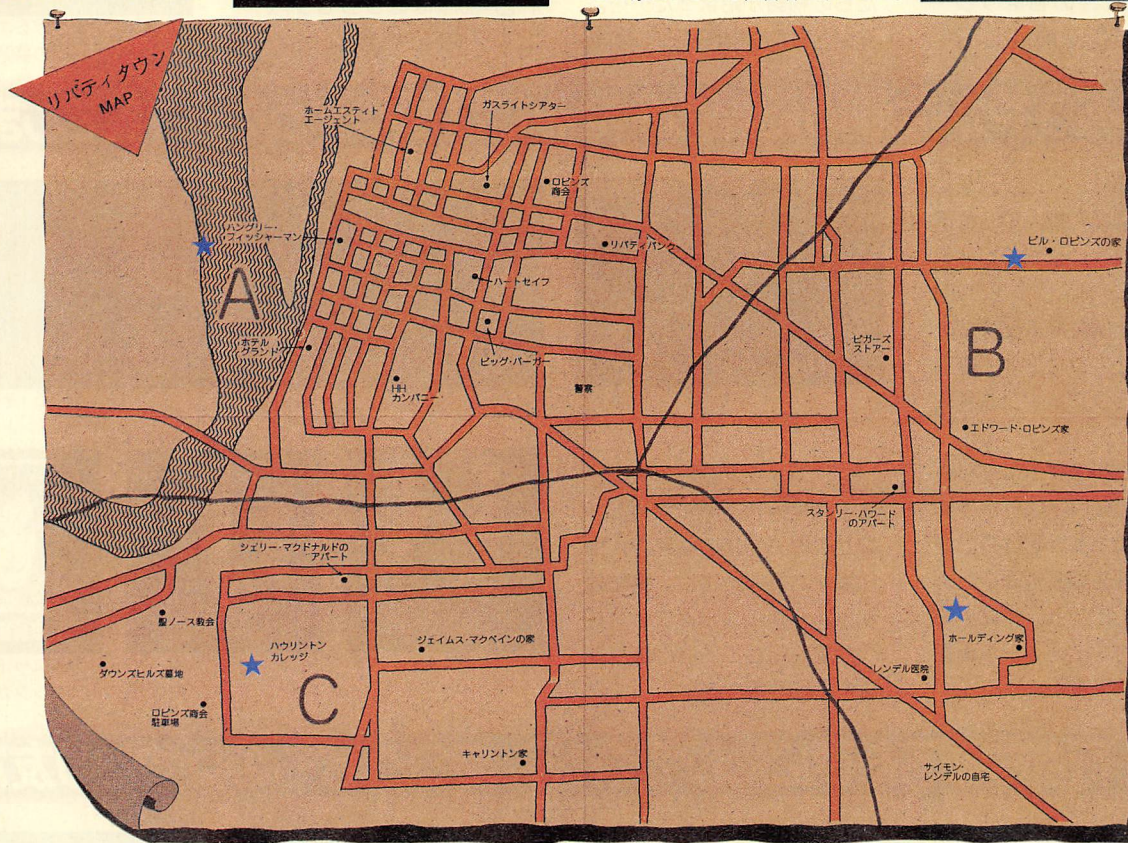 リバティタウン
MAP
ホームエスティト
エージェント
ガスライトシアター
ロビンズ
商会
ハングリー・
フィッシャーマン
リバティバンク
ビル・ロビンズの家
A
ハートセイフ
ホテル
グランド
ビッグ・バーガー
ビガーズ
ストアー
B
HH
カンパニー
警察
エドワード・ロビンズ家
スタンリー・ハワード
のアパート
シェリー・マクドナルドの
アパート
聖ノース教会
ハウリントン
カレッジ
ジェイムス・マクペインの家
ホールディング家
ダウンズヒルズ墓地
レンデル医院
C
ロビンズ商会
駐車場
キャリントン家
サイモン・
レンデルの自宅